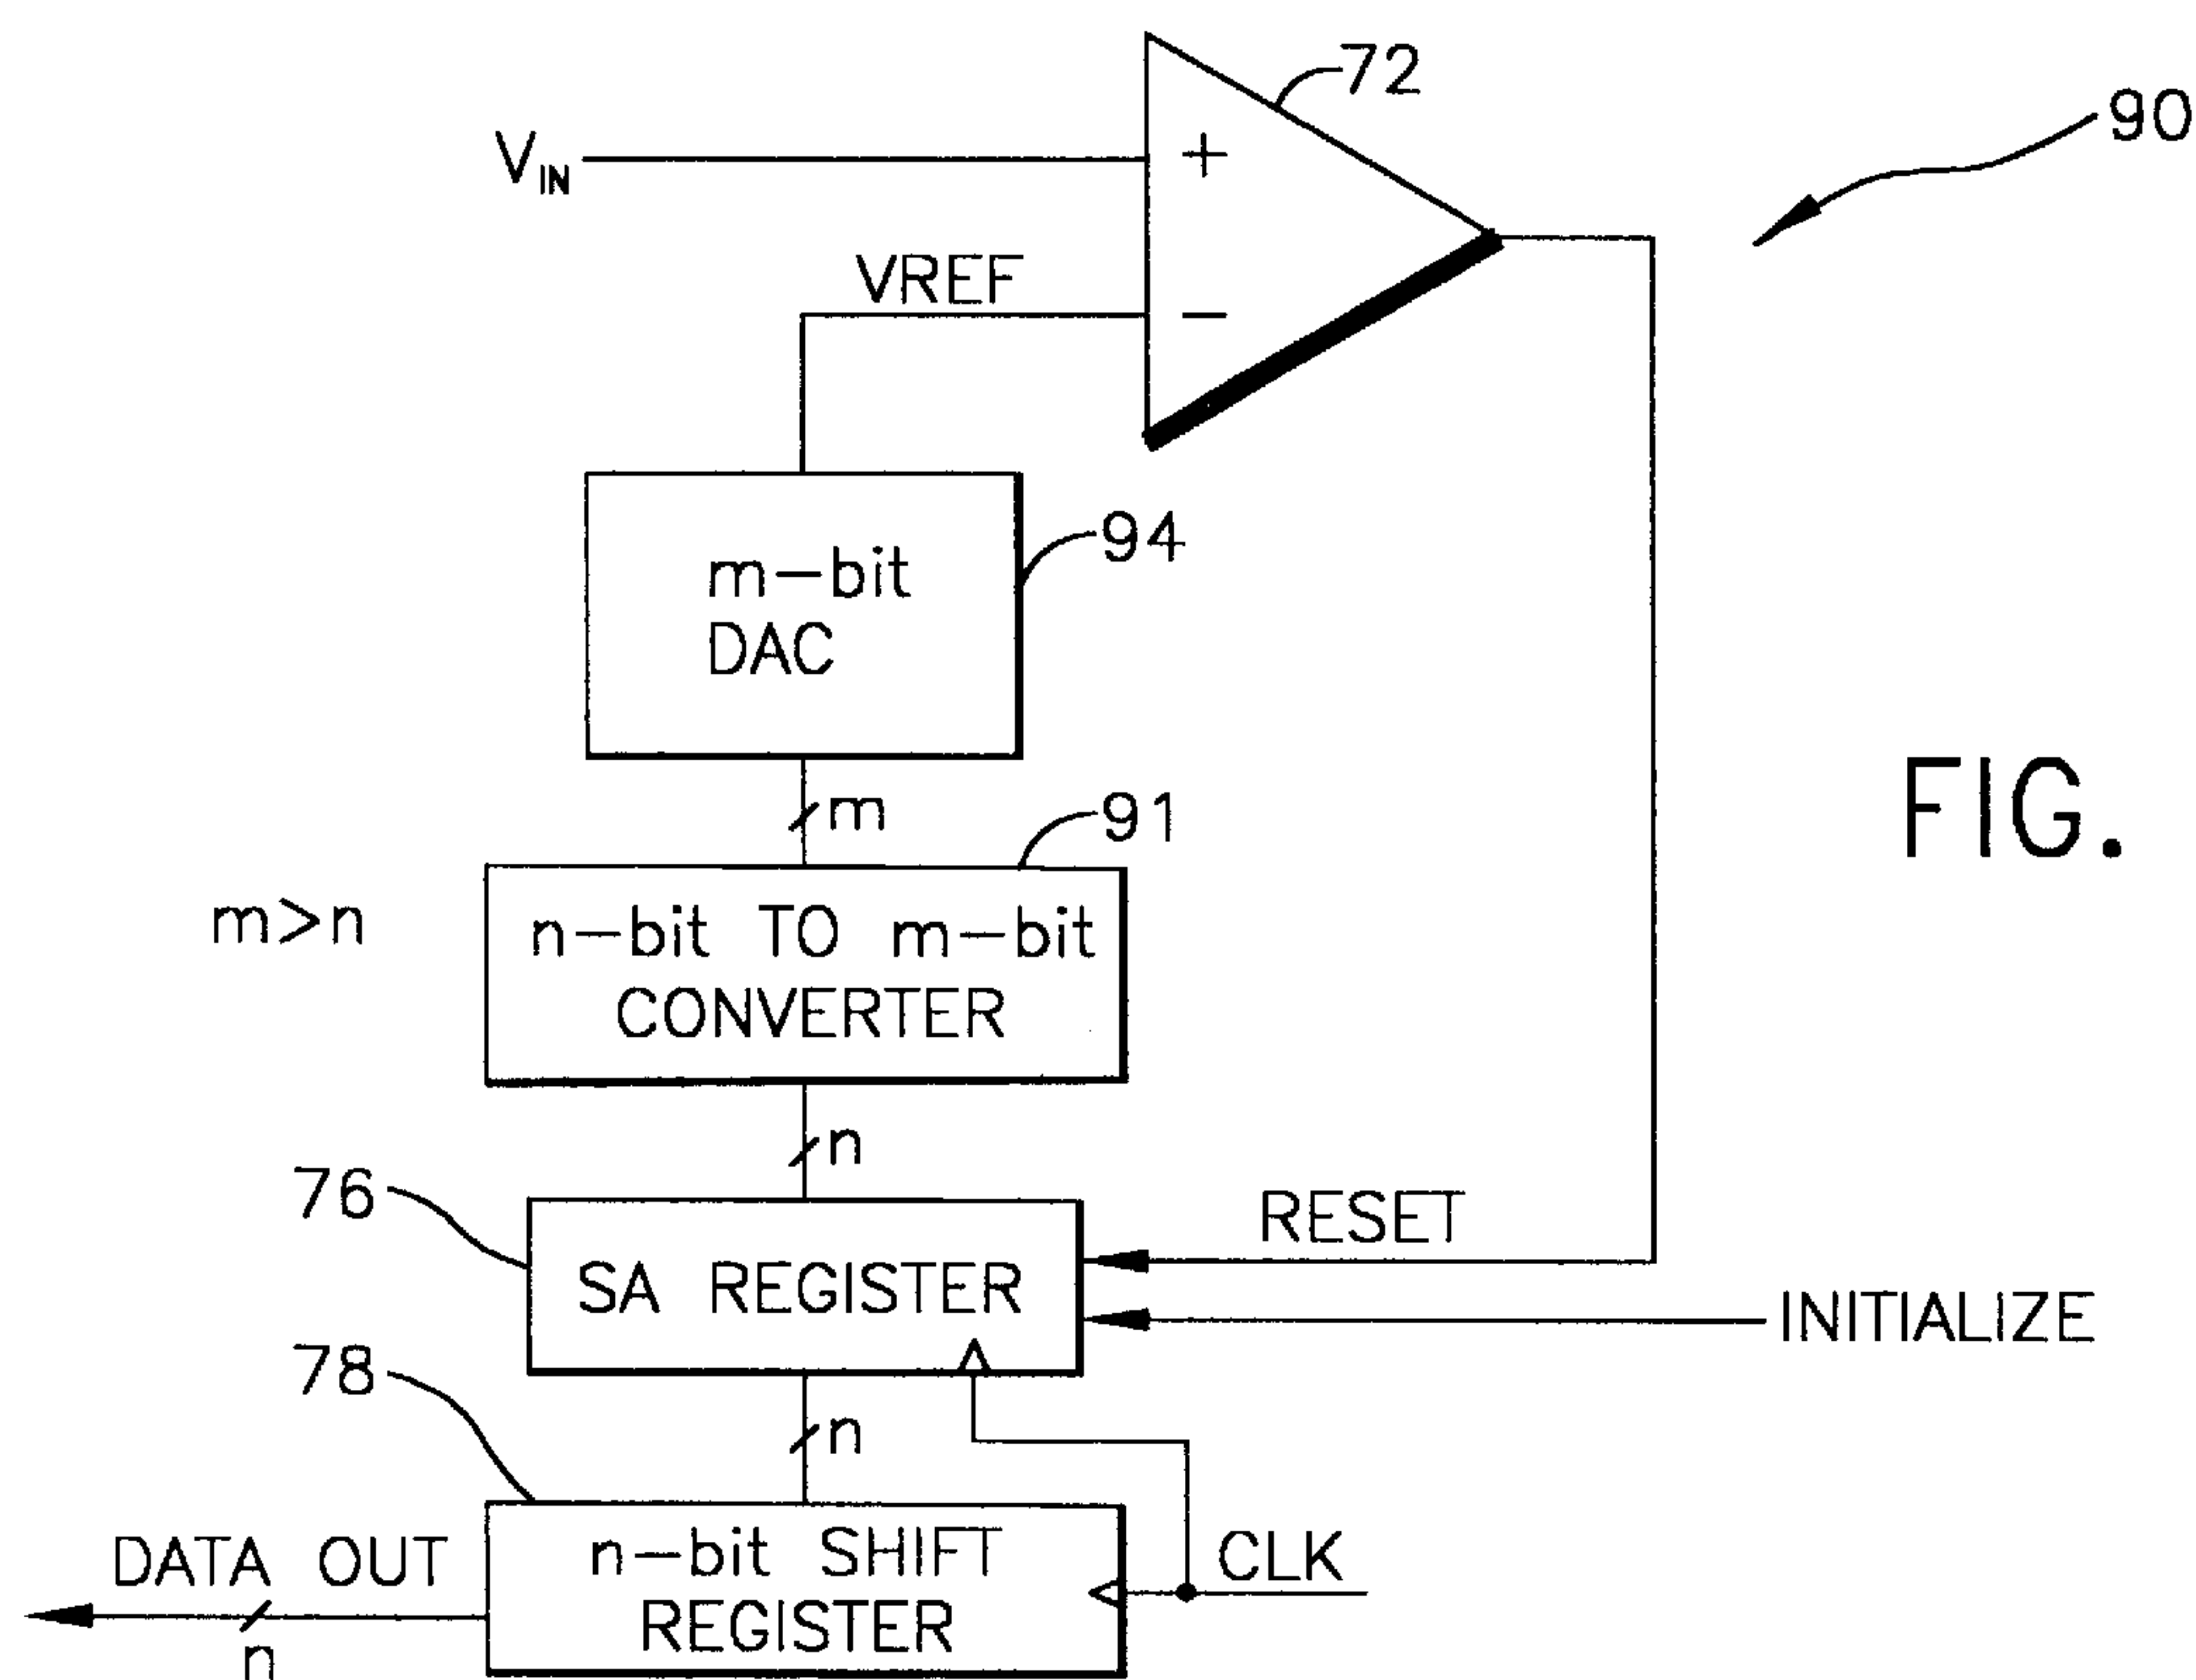 72
90
V_IN
+
VREF
−
94
m-bit
DAC
m
91
FIG.
m>n
n-bit TO m-bit
CONVERTER
n
76
RESET
SA REGISTER
INITIALIZE
78
n
DATA OUT
n-bit SHIFT
REGISTER
CLK
n